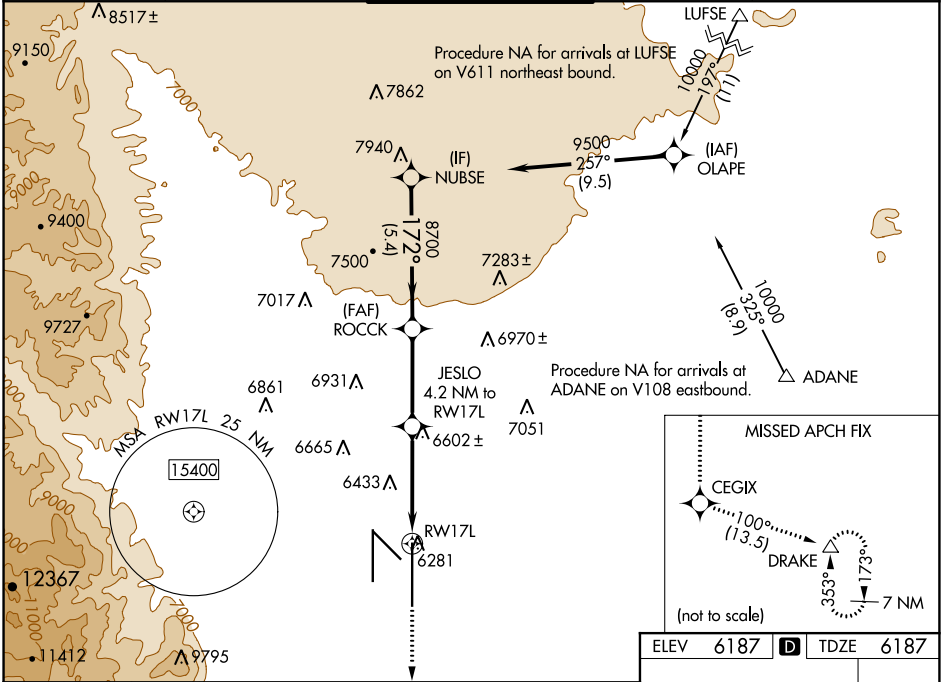 8517±
LUFSE
9150
Procedure NA for arrivals at LUFSE
on V611 northeast bound.
10000
197°
(11)
7000
7862
7940
(IF)
NUBSE
9500
257°
(9.5)
(IAF)
OLAPE
9000
9400
8700
172°
(5.4)
7500
7283±
10000
325°
(8.9)
7017
(FAF)
ROCCK
9727
6970±
JESLO
4.2 NM to
RW17L
Procedure NA for arrivals at
ADANE on V108 eastbound.
ADANE
6931
6861
7051
6602±
6665
MSA RW17L 25 NM
15400
6433
MISSED APCH FIX
CEGIX
100°
(13.5)
DRAKE
353°
173°
7 NM
(not to scale)
RW17L
6281
12367
11000
7000
11412
9795
ELEV 6187 D TDZE 6187